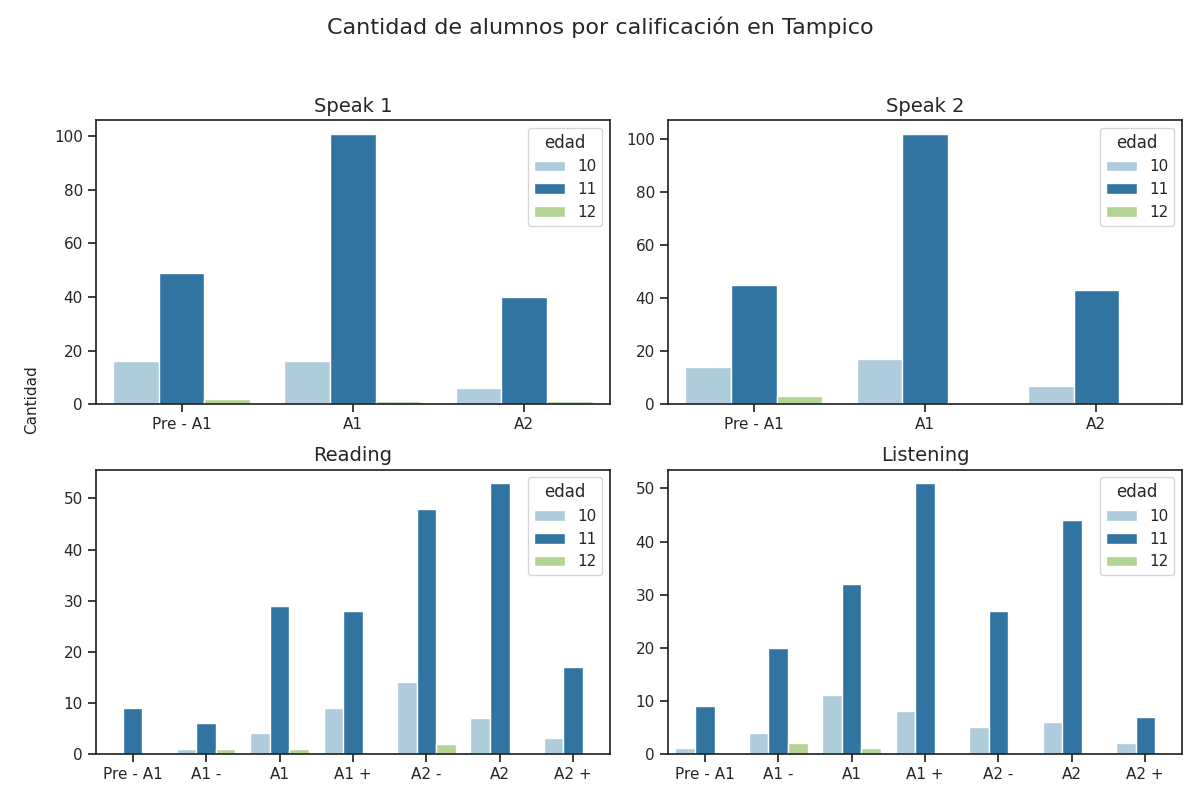 Cantidad de alumnos por calificación en Tampico
Speak 1
100
80
60
40
20
0
Pre - A1
A1
A2
edad
10
11
12
Speak 2
100
80
60
40
20
0
Pre - A1
A1
A2
edad
10
11
12
Cantidad
Reading
50
40
30
20
10
0
Pre - A1
A1 -
A1
A1 +
A2 -
A2
A2 +
edad
10
11
12
Listening
50
40
30
20
10
0
Pre - A1
A1 -
A1
A1 +
A2 -
A2
A2 +
edad
10
11
12